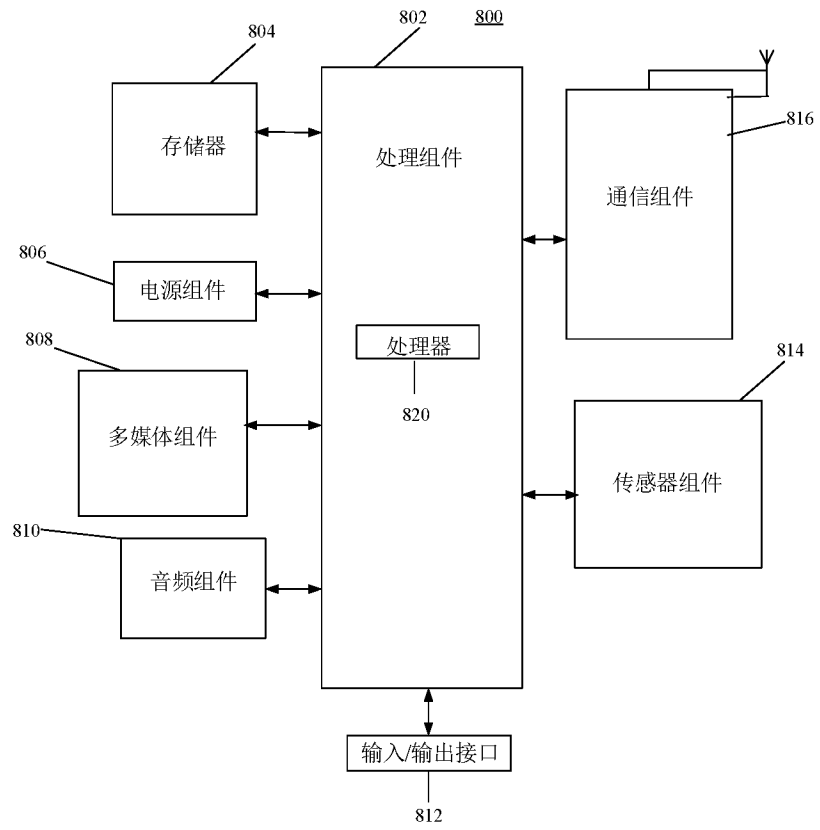 804
802
800
存储器
处理组件
816
通信组件
806
电源组件
808
处理器
814
820
多媒体组件
传感器组件
810
音频组件
输入/输出接口
812